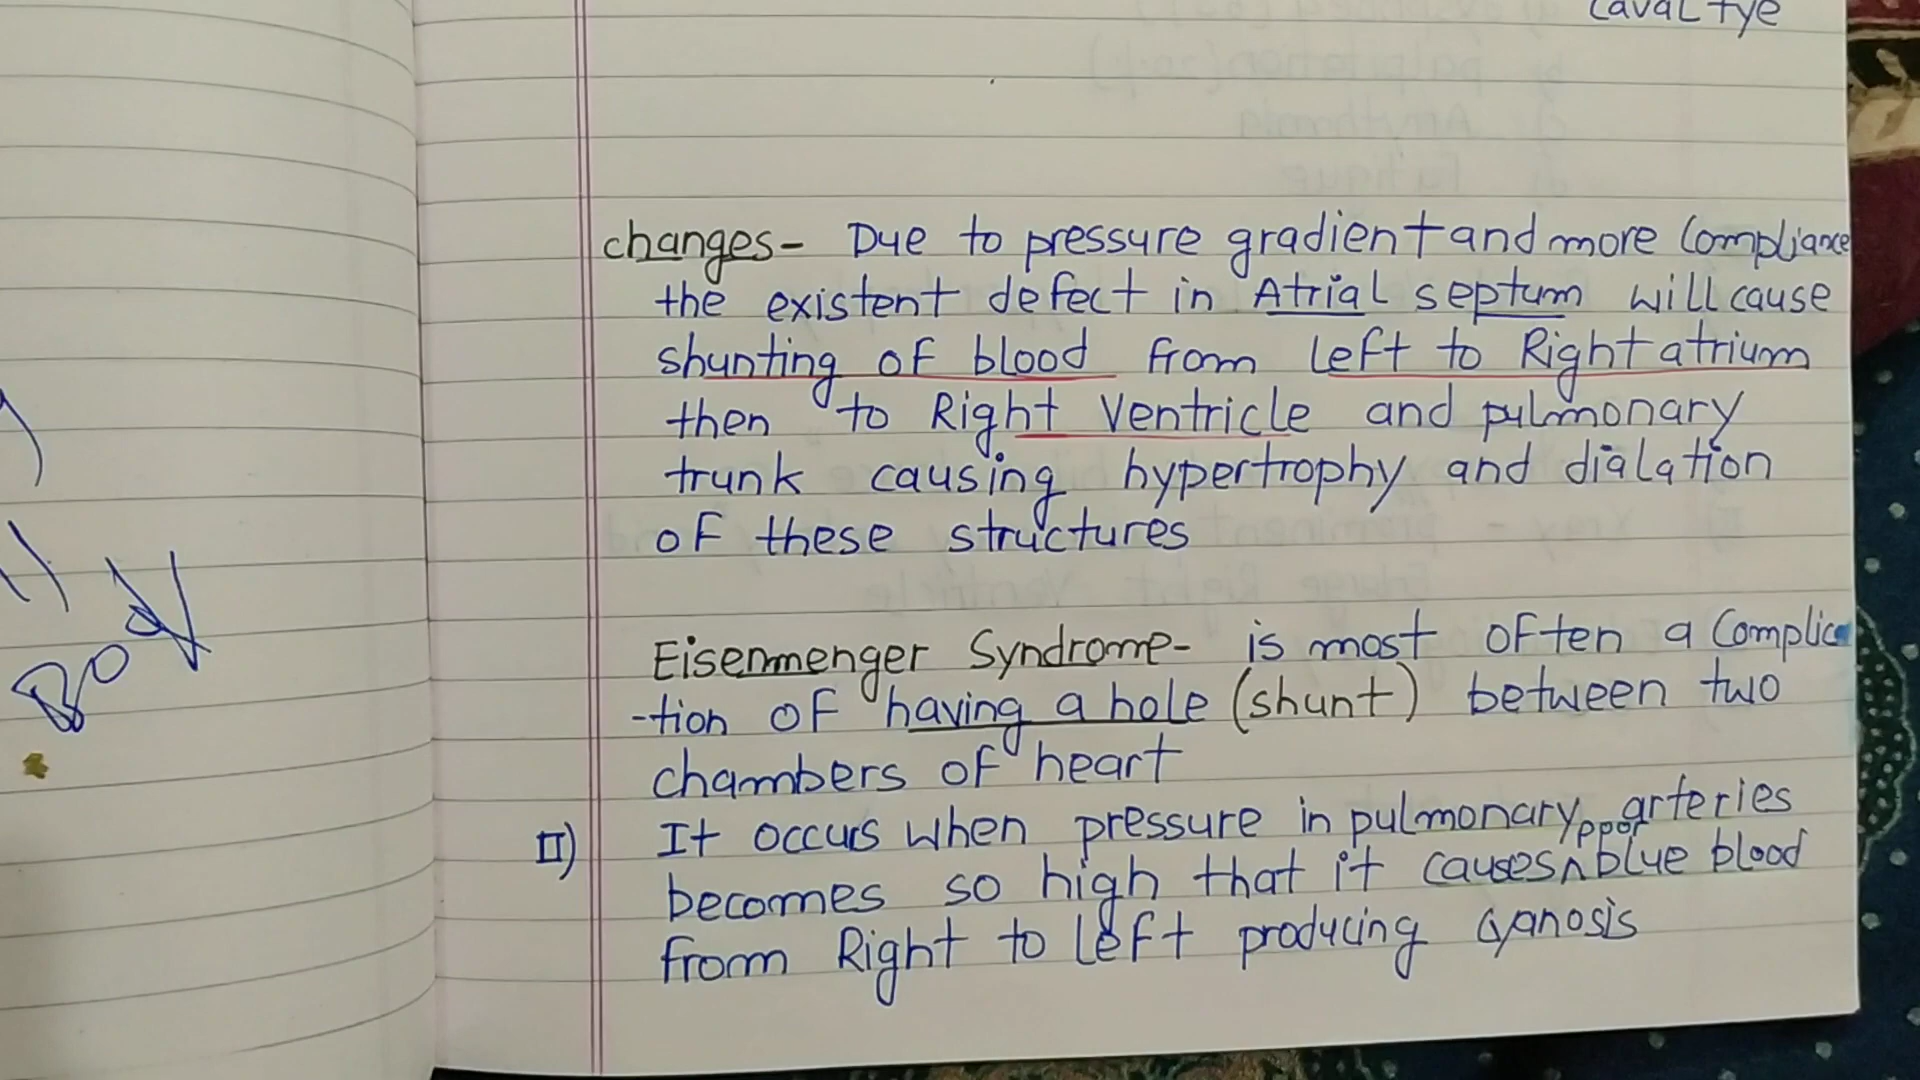 Caval tye
changes- Due to pressure gradient and more Compliance
the existent defect in Atrial septum will cause
shunting of blood from left to Right atrium
then to Right Ventricle and pulmonary
trunk causing hypertrophy and dialation
of these structures
Eisenmenger Syndrome- is most often a Complica
-tion of having a hole (shunt) between two
chambers of heart
II) It occurs when pressure in pulmonary arteries
becomes so high that it causes ^ blue blood
from Right to left producing cyanosis